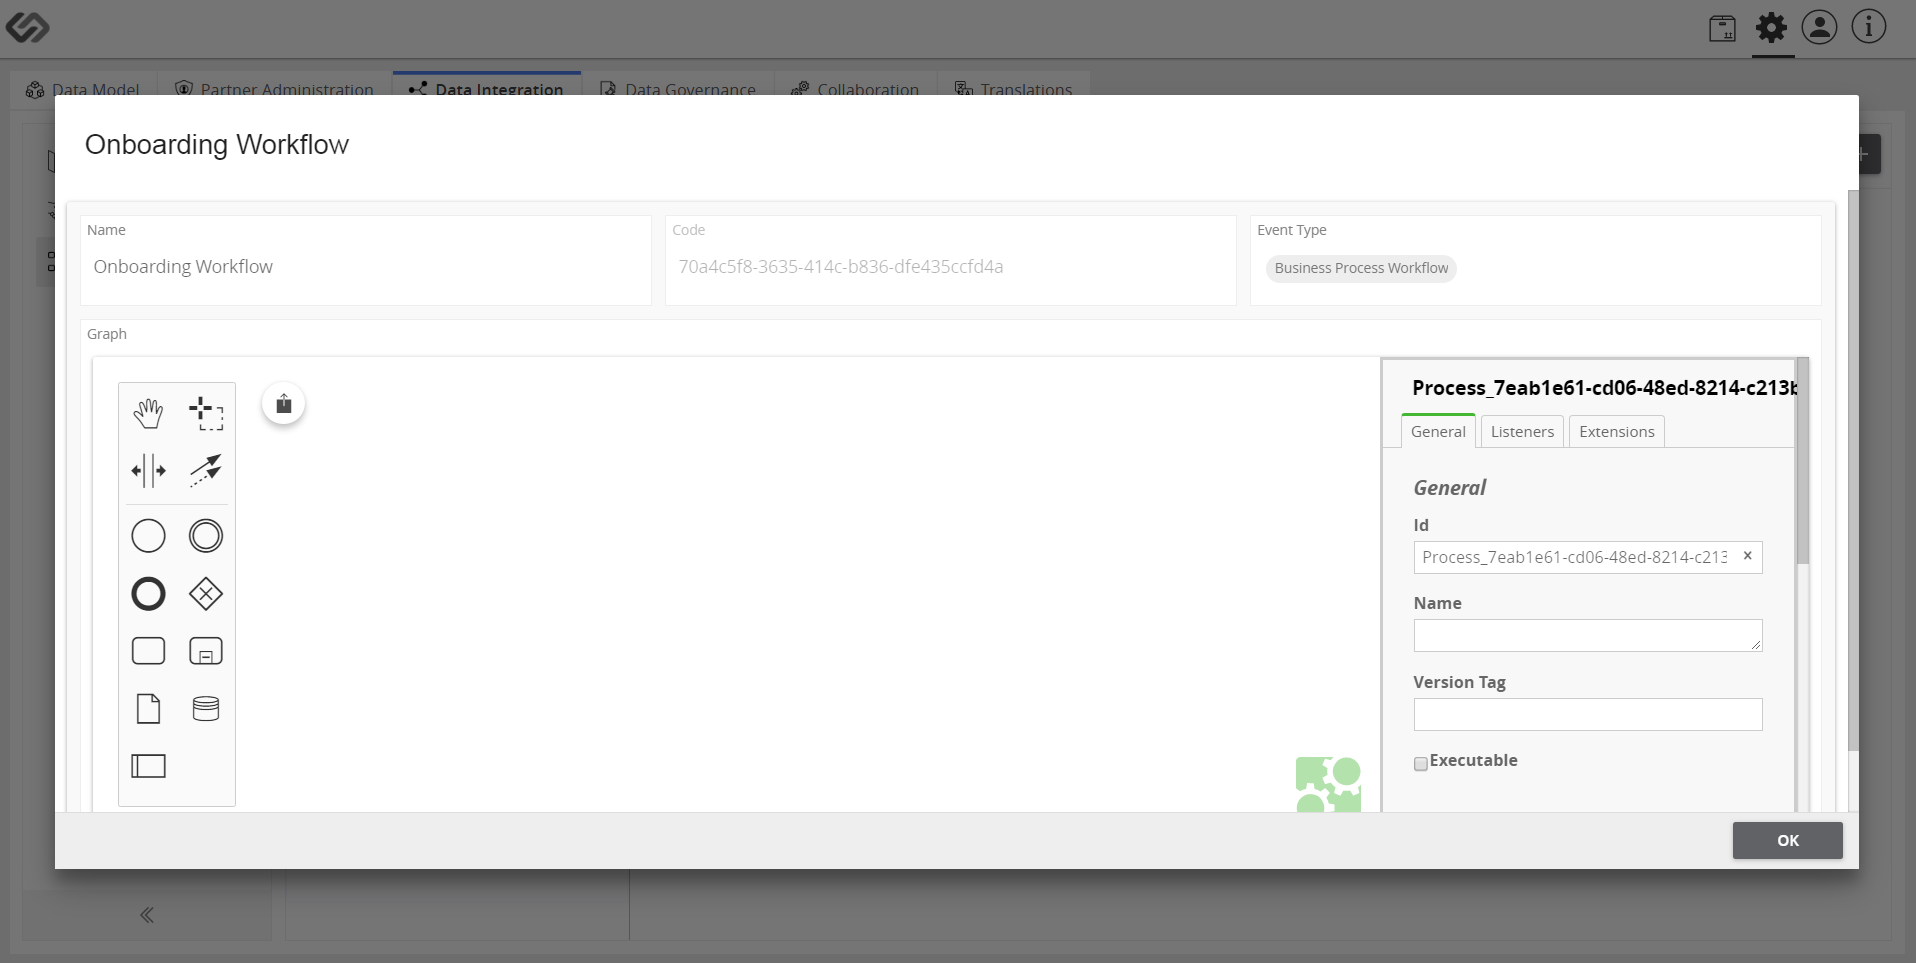 Data Model
Partner Administration
Data Integration
Data Governance
Collaboration
Translations
Onboarding Workflow
Name
Onboarding Workflow
Code
70a4c5f8-3635-414c-b836-dfe435ccfd4a
Event Type
Business Process Workflow
Graph
Process_7eab1e61-cd06-48ed-8214-c213b
General
Listeners
Extensions
General
Id
Process_7eab1e61-cd06-48ed-8214-c213
Name
Version Tag
Executable
OK